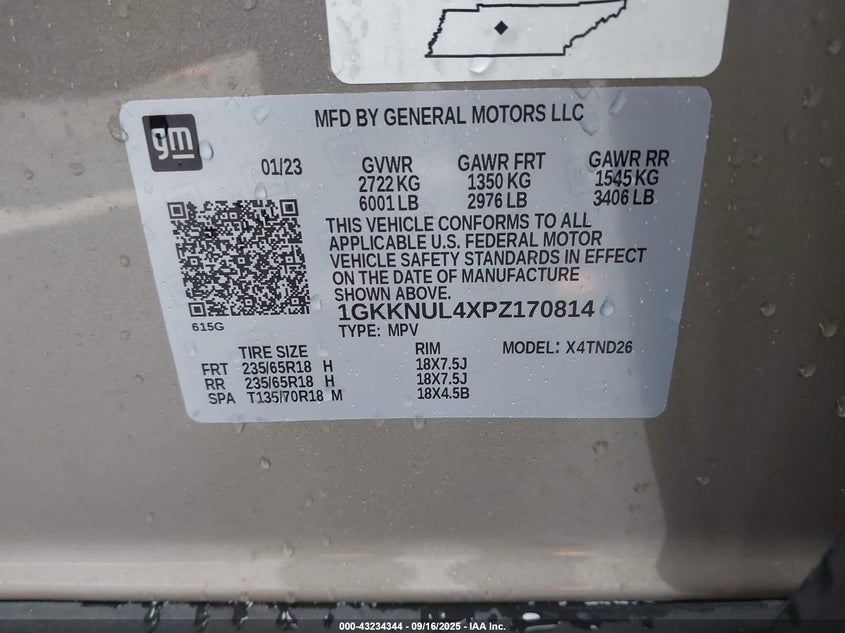 MFD BY GENERAL MOTORS LLC
gm
01/23 GVWR GAWR FRT GAWR RR
2722 KG 1350 KG 1545 KG
6001 LB 2976 LB 3406 LB
THIS VEHICLE CONFORMS TO ALL
APPLICABLE U.S. FEDERAL MOTOR
VEHICLE SAFETY STANDARDS IN EFFECT
ON THE DATE OF MANUFACTURE
SHOWN ABOVE.
1GKKNUL4XPZ170814
615G
TYPE: MPV
TIRE SIZE RIM MODEL: X4TND26
FRT 235/65R18 H 18X7.5J
RR 235/65R18 H 18X7.5J
SPA T135/70R18 M 18X4.5B
000-43234344 - 09/16/2025 - IAA Inc.